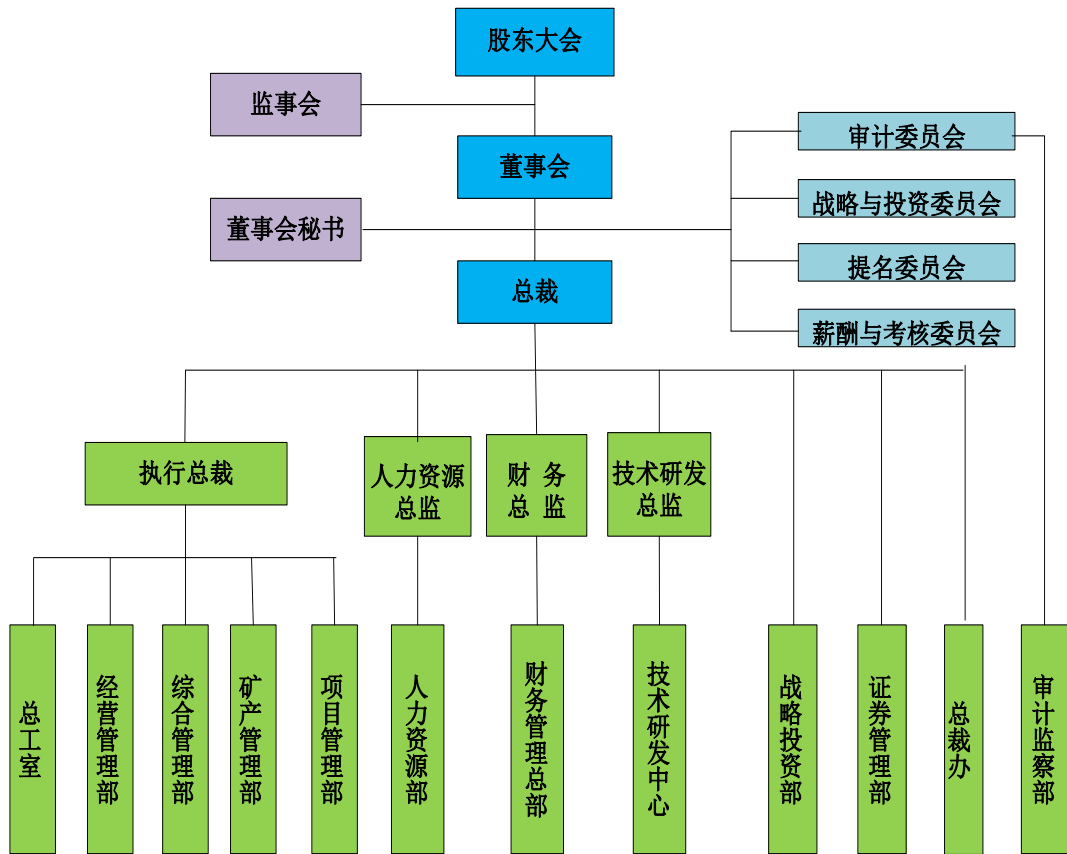 股东大会
监事会
审计委员会
董事会
战略与投资委员会
董事会秘书
提名委员会
总裁
薪酬与考核委员会
执行总裁
人力资源
总监
财 务
总 监
技术研发
总监
总工室
经营管理部
综合管理部
矿产管理部
项目管理部
人力资源部
财务管理总部
技术研发中心
战略投资部
证券管理部
总裁办
审计监察部